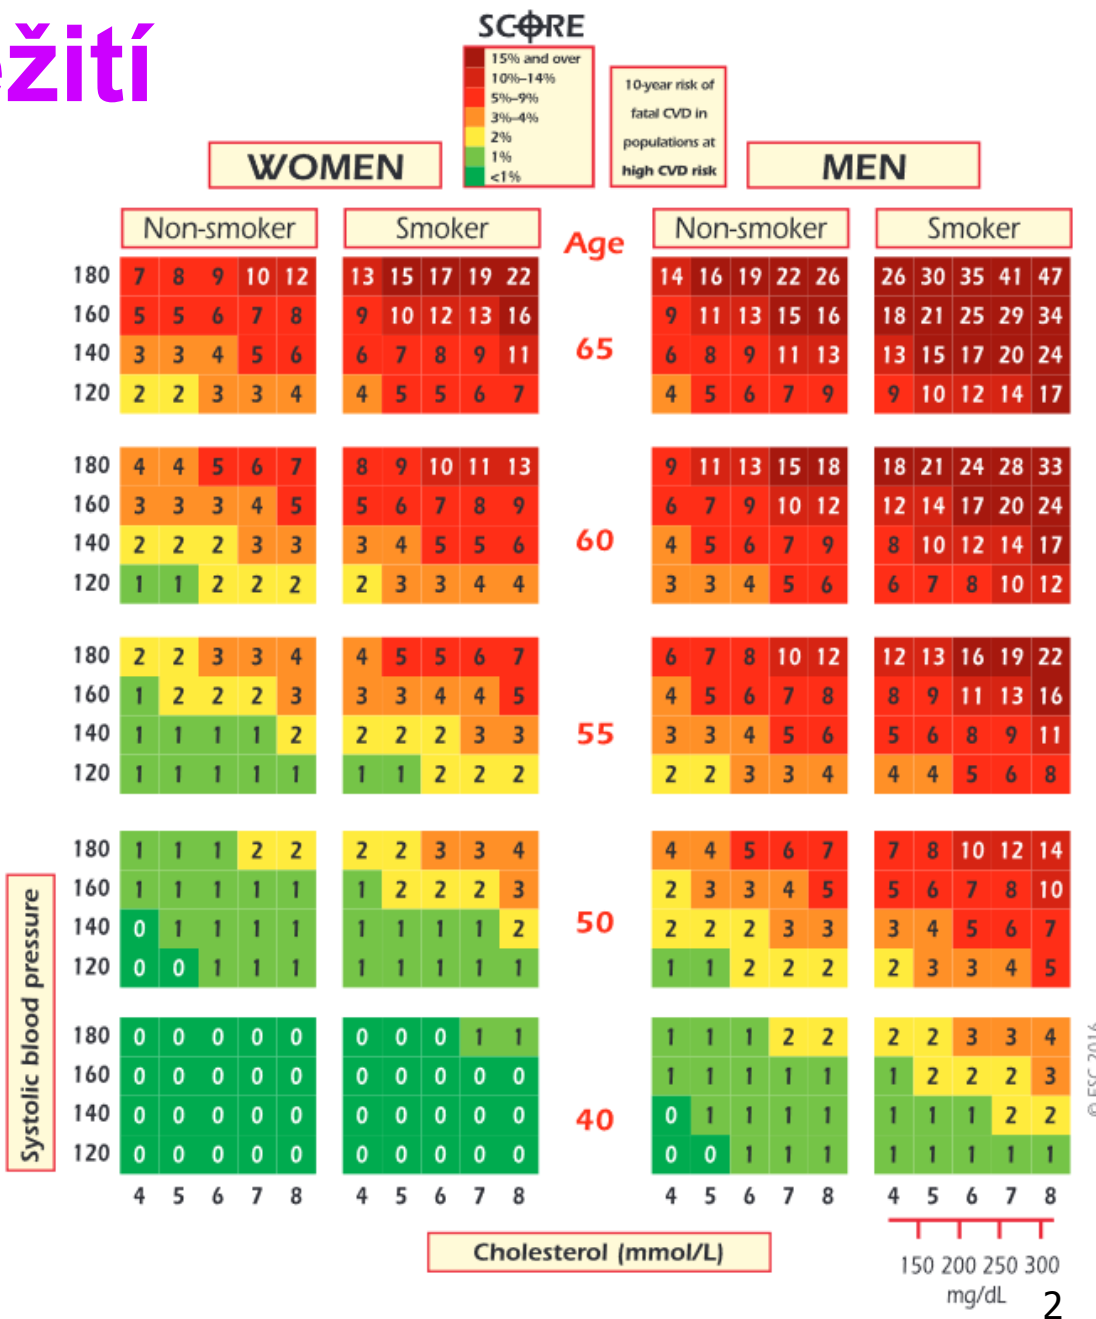 ežití
SCORE
15% and over
10%–14%
5%–9%
3%–4%
2%
1%
<1%
10-year risk of
fatal CVD in
populations at
high CVD risk
WOMEN
MEN
Non-smoker Smoker Age Non-smoker Smoker
180 7 8 9 10 12 13 15 17 19 22 14 16 19 22 26 26 30 35 41 47
160 5 5 6 7 8 9 10 12 13 16 9 11 13 15 16 18 21 25 29 34
65
140 3 3 4 5 6 6 7 8 9 11 6 8 9 11 13 13 15 17 20 24
120 2 2 3 3 4 4 5 5 6 7 4 5 6 7 9 9 10 12 14 17
180 4 4 5 6 7 8 9 10 11 13 9 11 13 15 18 18 21 24 28 33
160 3 3 3 4 5 5 6 7 8 9 6 7 9 10 12 12 14 17 20 24
60
140 2 2 2 3 3 3 4 5 5 6 4 5 6 7 9 8 10 12 14 17
120 1 1 2 2 2 2 3 3 4 4 3 3 4 5 6 6 7 8 10 12
180 2 2 3 3 4 4 5 5 6 7 6 7 8 10 12 12 13 16 19 22
160 1 2 2 2 3 3 3 4 4 5 4 5 6 7 8 8 9 11 13 16
55
140 1 1 1 1 2 2 2 2 3 3 3 3 4 5 6 5 6 8 9 11
120 1 1 1 1 1 1 1 2 2 2 2 2 3 3 4 4 4 5 6 8
180 1 1 1 2 2 2 2 3 3 4 4 4 5 6 7 7 8 10 12 14
160 1 1 1 1 1 1 2 2 2 3 2 3 3 4 5 5 6 7 8 10
50
140 0 1 1 1 1 1 1 1 1 2 2 2 2 3 3 3 4 5 6 7
120 0 0 1 1 1 1 1 1 1 1 1 1 2 2 2 2 3 3 4 5
180 0 0 0 0 0 0 0 0 1 1 1 1 1 2 2 2 2 3 3 4
160 0 0 0 0 0 0 0 0 0 0 1 1 1 1 1 1 2 2 2 3
40
140 0 0 0 0 0 0 0 0 0 0 0 1 1 1 1 1 1 1 2 2
120 0 0 0 0 0 0 0 0 0 0 0 0 1 1 1 1 1 1 1 1
4 5 6 7 8 4 5 6 7 8 4 5 6 7 8 4 5 6 7 8
Systolic blood pressure
Cholesterol (mmol/L)
150 200 250 300
mg/dL
© ESC 2016
2